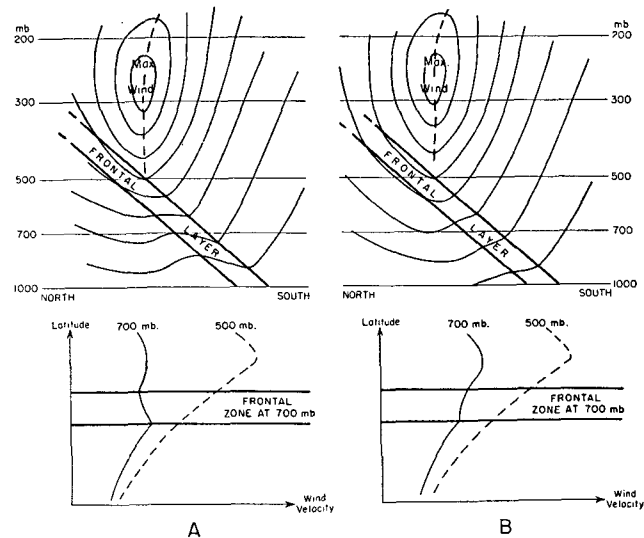 mb
200
300
500
700
1000
Max
Wind
FRONTAL
LAYER
NORTH
SOUTH
mb
200
300
500
700
1000
Max
Wind
FRONTAL
LAYER
NORTH
SOUTH
Latitude
700 mb.
500 mb.
FRONTAL
ZONE AT 700 mb
Wind
Velocity
A
Latitude
700 mb.
500 mb.
FRONTAL
ZONE AT 700 mb
Wind
Velocity
B